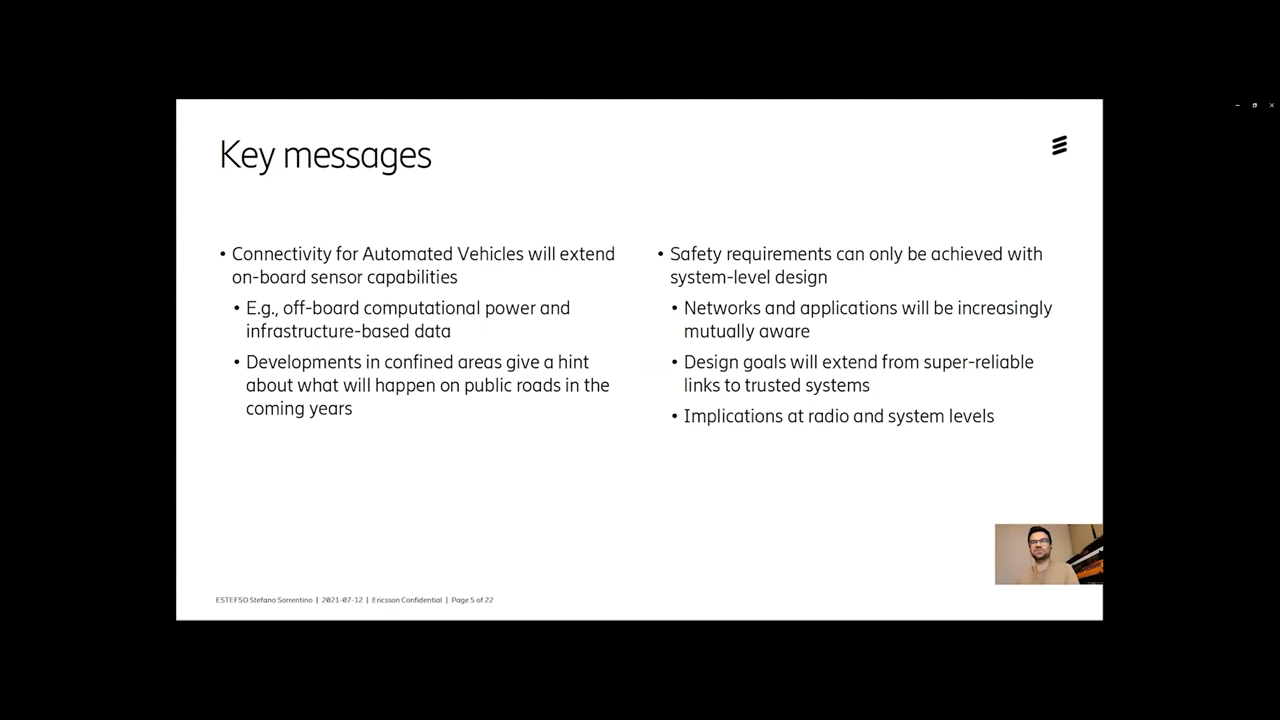 Key messages
• Connectivity for Automated Vehicles will extend
on-board sensor capabilities
• E.g., off-board computational power and
infrastructure-based data
• Developments in confined areas give a hint
about what will happen on public roads in the
coming years
• Safety requirements can only be achieved with
system-level design
• Networks and applications will be increasingly
mutually aware
• Design goals will extend from super-reliable
links to trusted systems
• Implications at radio and system levels
ESTEFSO Stefano Sorrentino | 2021-07-12 | Ericsson Confidential | Page 5 of 22